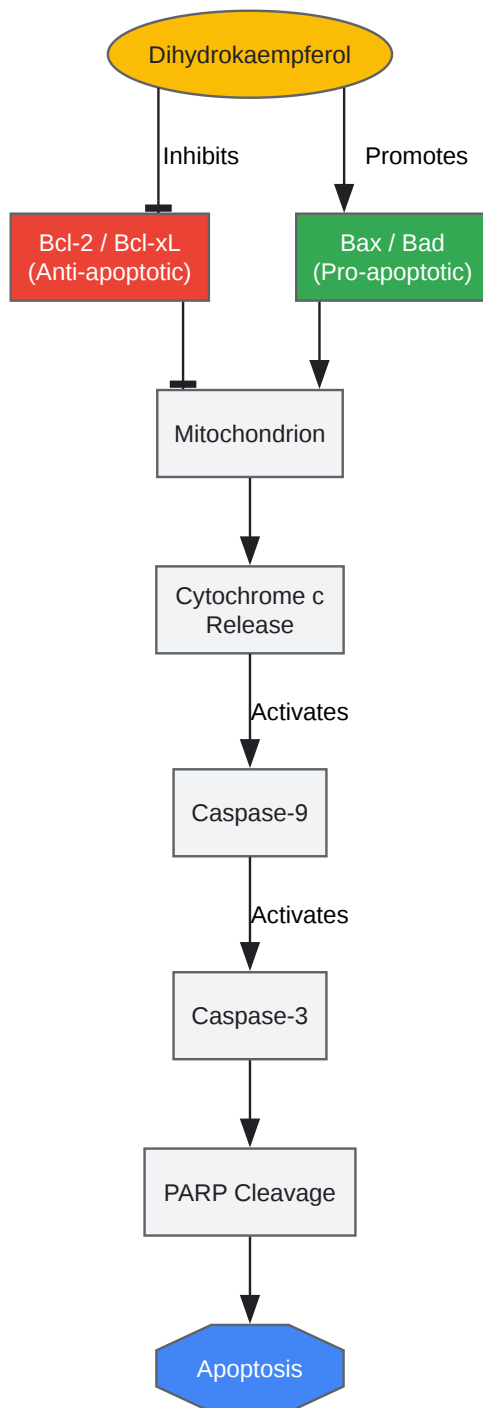 Dihydrokaempferol
Inhibits
Promotes
Bcl-2 / Bcl-xL
(Anti-apoptotic)
Bax / Bad
(Pro-apoptotic)
Mitochondrion
Cytochrome c
Release
Activates
Caspase-9
Activates
Caspase-3
PARP Cleavage
Apoptosis